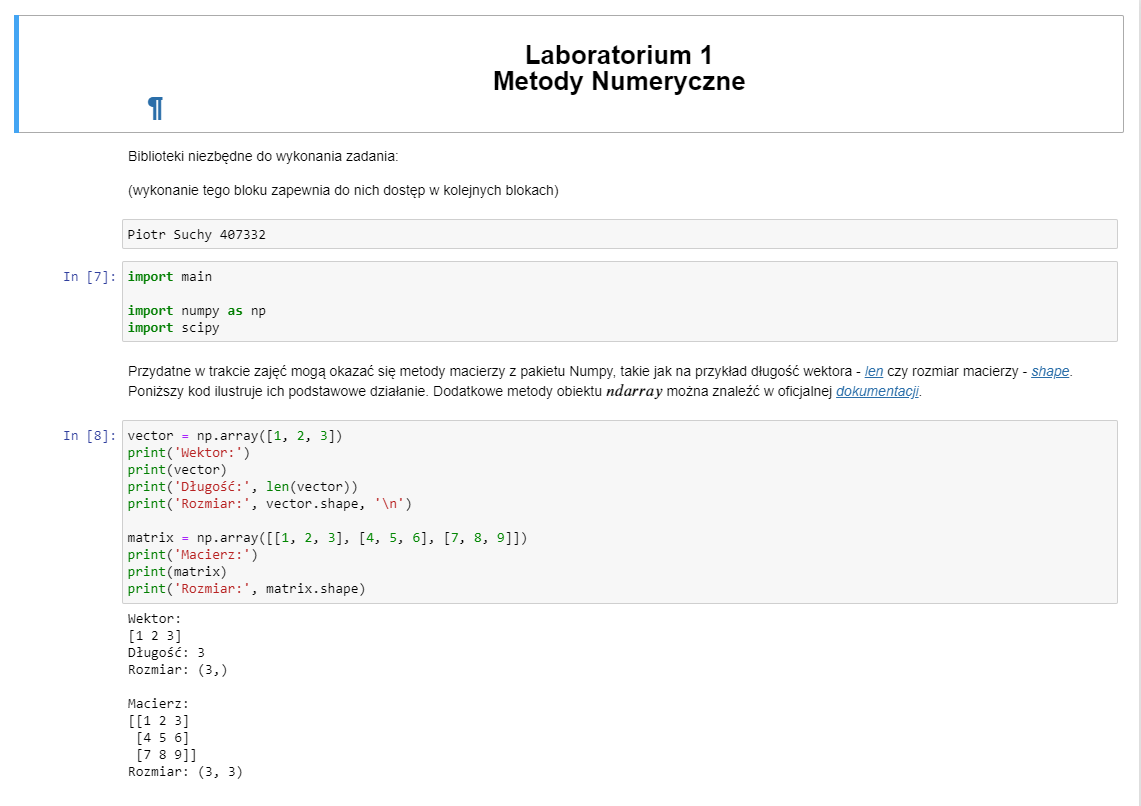 Laboratorium 1
Metody Numeryczne
¶
Biblioteki niezbędne do wykonania zadania:
(wykonanie tego bloku zapewnia do nich dostęp w kolejnych blokach)
Piotr Suchy 407332
In [7]: import main
import numpy as np
import scipy
Przydatne w trakcie zajęć mogą okazać się metody macierzy z pakietu Numpy, takie jak na przykład długość wektora - len czy rozmiar macierzy - shape.
Poniższy kod ilustruje ich podstawowe działanie. Dodatkowe metody obiektu ndarray można znaleźć w oficjalnej dokumentacji.
In [8]: vector = np.array([1, 2, 3])
print('Wektor:')
print(vector)
print('Długość:', len(vector))
print('Rozmiar:', vector.shape, '\n')
matrix = np.array([[1, 2, 3], [4, 5, 6], [7, 8, 9]])
print('Macierz:')
print(matrix)
print('Rozmiar:', matrix.shape)
Wektor:
[1 2 3]
Długość: 3
Rozmiar: (3,)
Macierz:
[[1 2 3]
 [4 5 6]
 [7 8 9]]
Rozmiar: (3, 3)